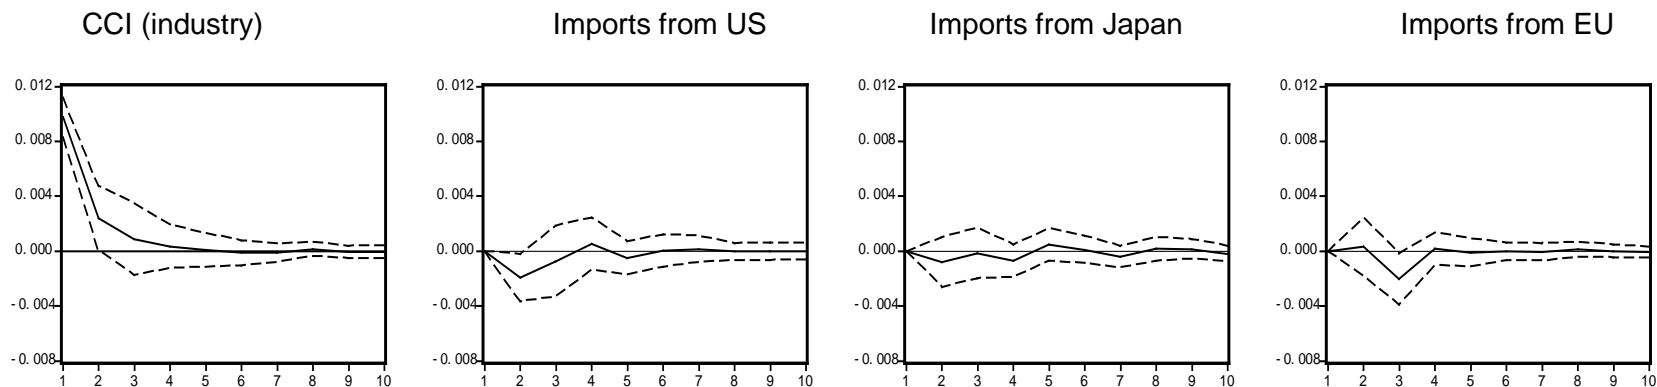 CCI (industry) Imports from US Imports from Japan Imports from EU
0.012 0.012 0.012 0.012
0.008 0.008 0.008 0.008
0.004 0.004 0.004 0.004
0.000 0.000 0.000 0.000
-0.004 -0.004 -0.004 -0.004
-0.008 -0.008 -0.008 -0.008
1 2 3 4 5 6 7 8 9 10 1 2 3 4 5 6 7 8 9 10 1 2 3 4 5 6 7 8 9 10 1 2 3 4 5 6 7 8 9 10